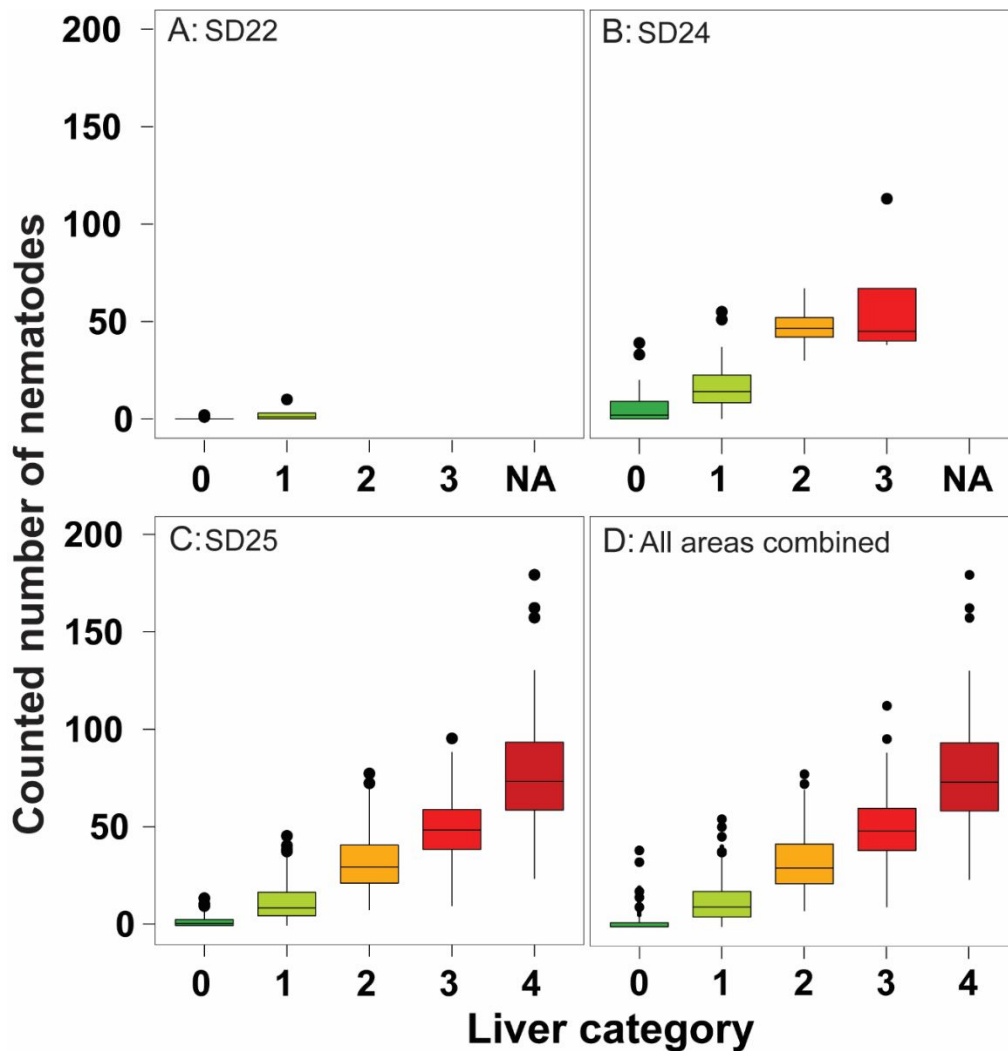 Counted number of nematodes
A: SD22
200
150
100
50
0
0 1 2 3 NA
B: SD24
0 1 2 3 NA
C: SD25
200
150
100
50
0
0 1 2 3 4
D: All areas combined
0 1 2 3 4
Liver category